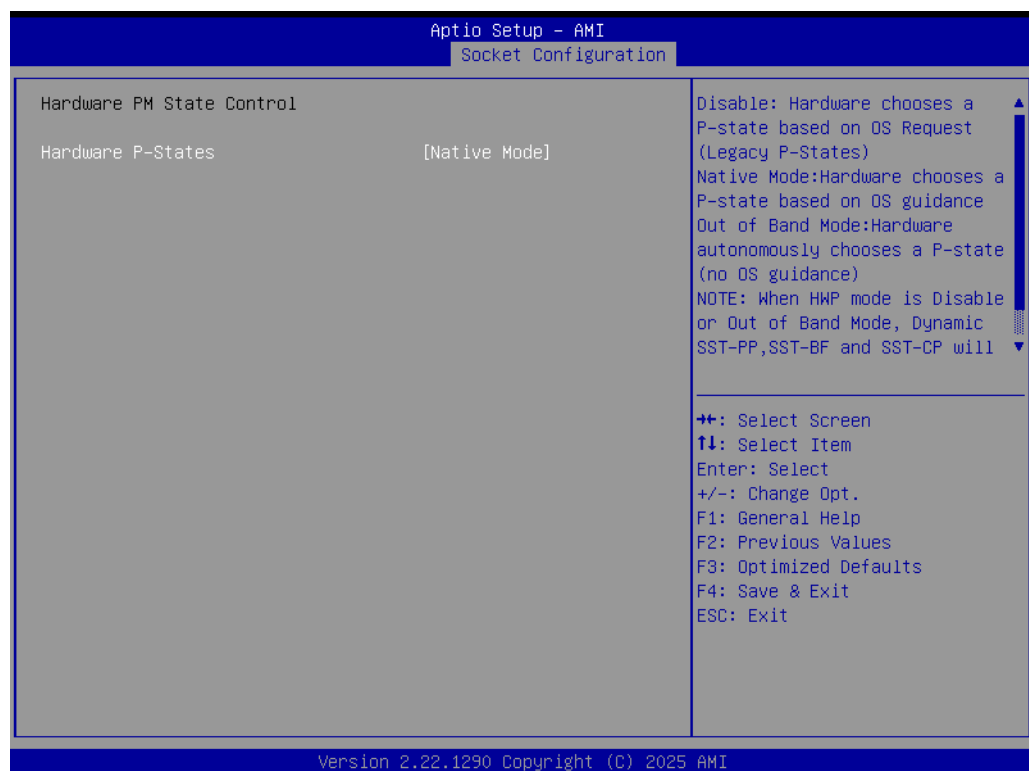 Aptio Setup – AMI
Socket Configuration
Hardware PM State Control
Hardware P-States [Native Mode]
Disable: Hardware chooses a
P-state based on OS Request
(Legacy P-States)
Native Mode:Hardware chooses a
P-state based on OS guidance
Out of Band Mode:Hardware
autonomously chooses a P-state
(no OS guidance)
NOTE: When HWP mode is Disable
or Out of Band Mode, Dynamic
SST-PP,SST-BF and SST-CP will
→←: Select Screen
↑↓: Select Item
Enter: Select
+/-: Change Opt.
F1: General Help
F2: Previous Values
F3: Optimized Defaults
F4: Save & Exit
ESC: Exit
Version 2.22.1290 Copyright (C) 2025 AMI